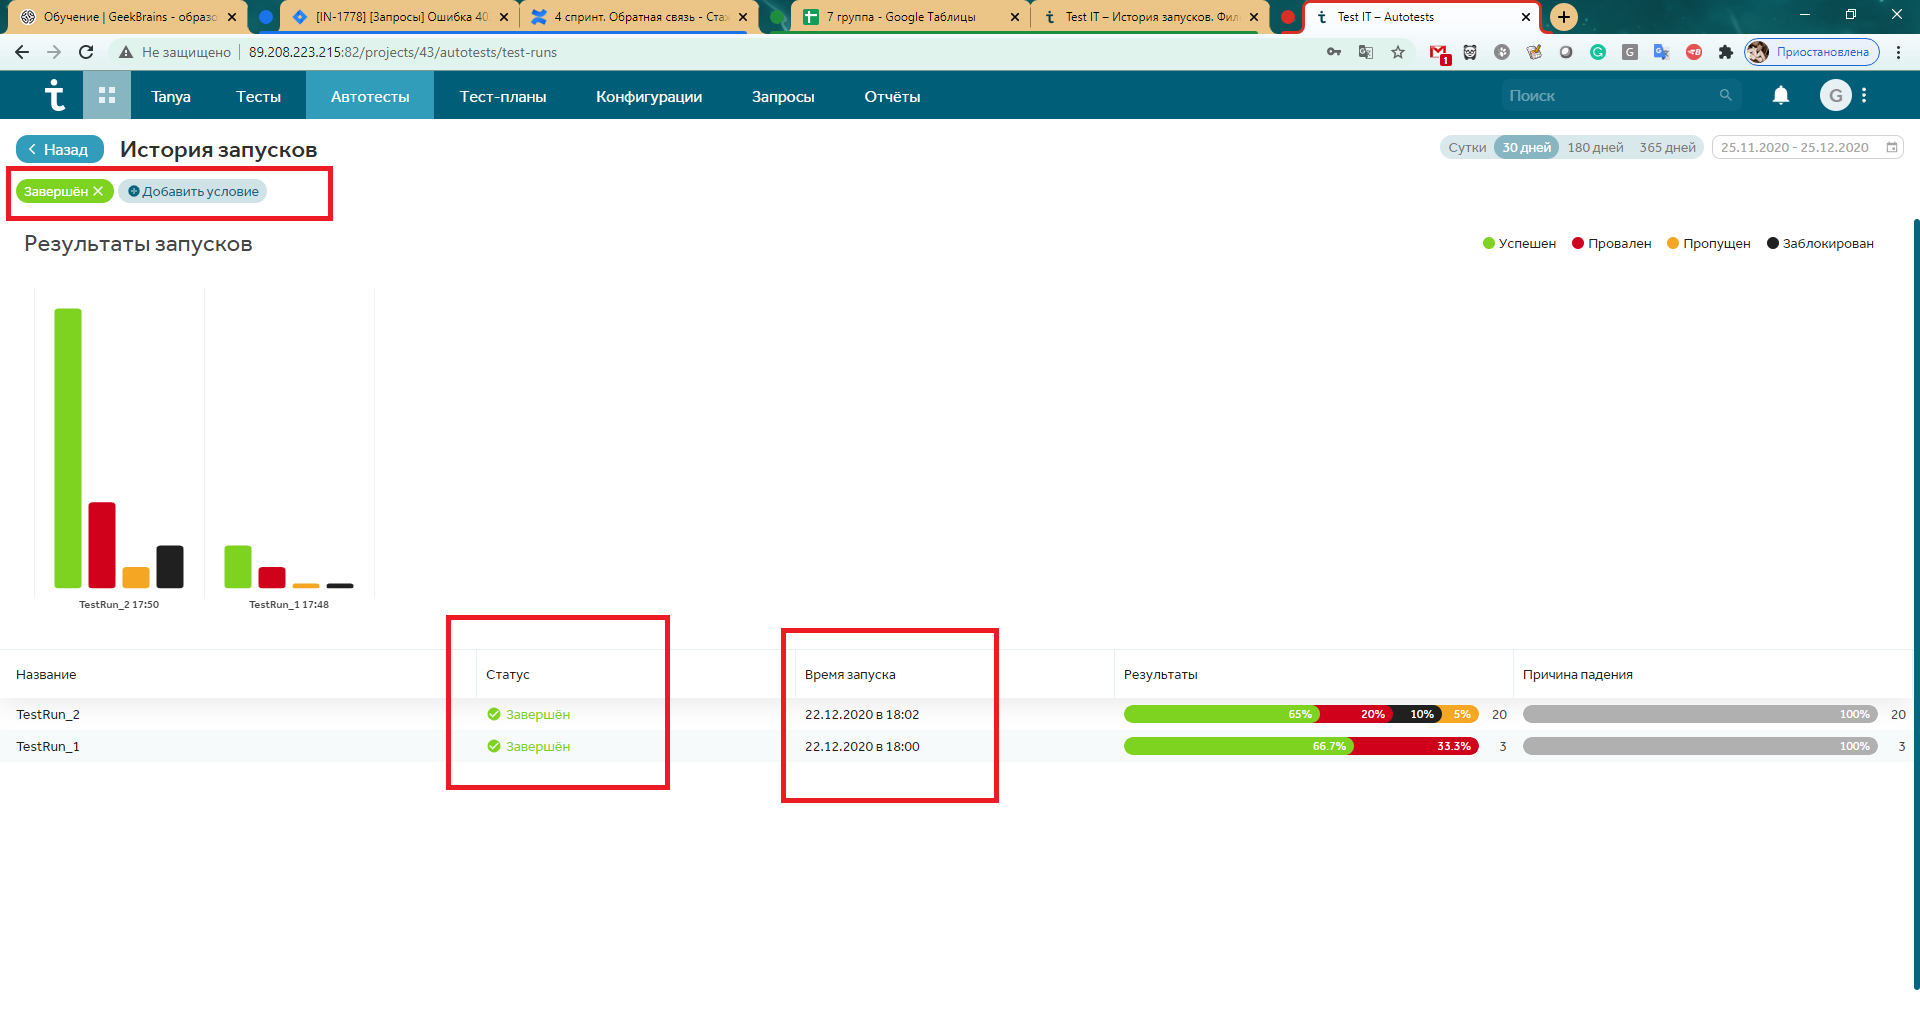 Обучение | GeekBrains - образо
[IN-1778] [Запросы] Ошибка 40
4 спринт. Обратная связь - Ста
7 группа - Google Таблицы
Test IT – История запусков. Фил
Test IT – Autotests
Не защищено
89.208.223.215:82/projects/43/autotests/test-runs
1
Приостановлена
Tanya
Тесты
Автотесты
Тест-планы
Конфигурации
Запросы
Отчёты
Поиск
G
Назад
История запусков
Сутки
30 дней
180 дней
365 дней
25.11.2020 - 25.12.2020
Завершён
Добавить условие
Результаты запусков
Успешен
Провален
Пропущен
Заблокирован
TestRun_2 17:50
TestRun_1 17:48
Название
Статус
Время запуска
Результаты
Причина падения
TestRun_2 Завершён 22.12.2020 в 18:02 65% 20% 10% 5% 20 100% 20
TestRun_1 Завершён 22.12.2020 в 18:00 66.7% 33.3% 3 100% 3